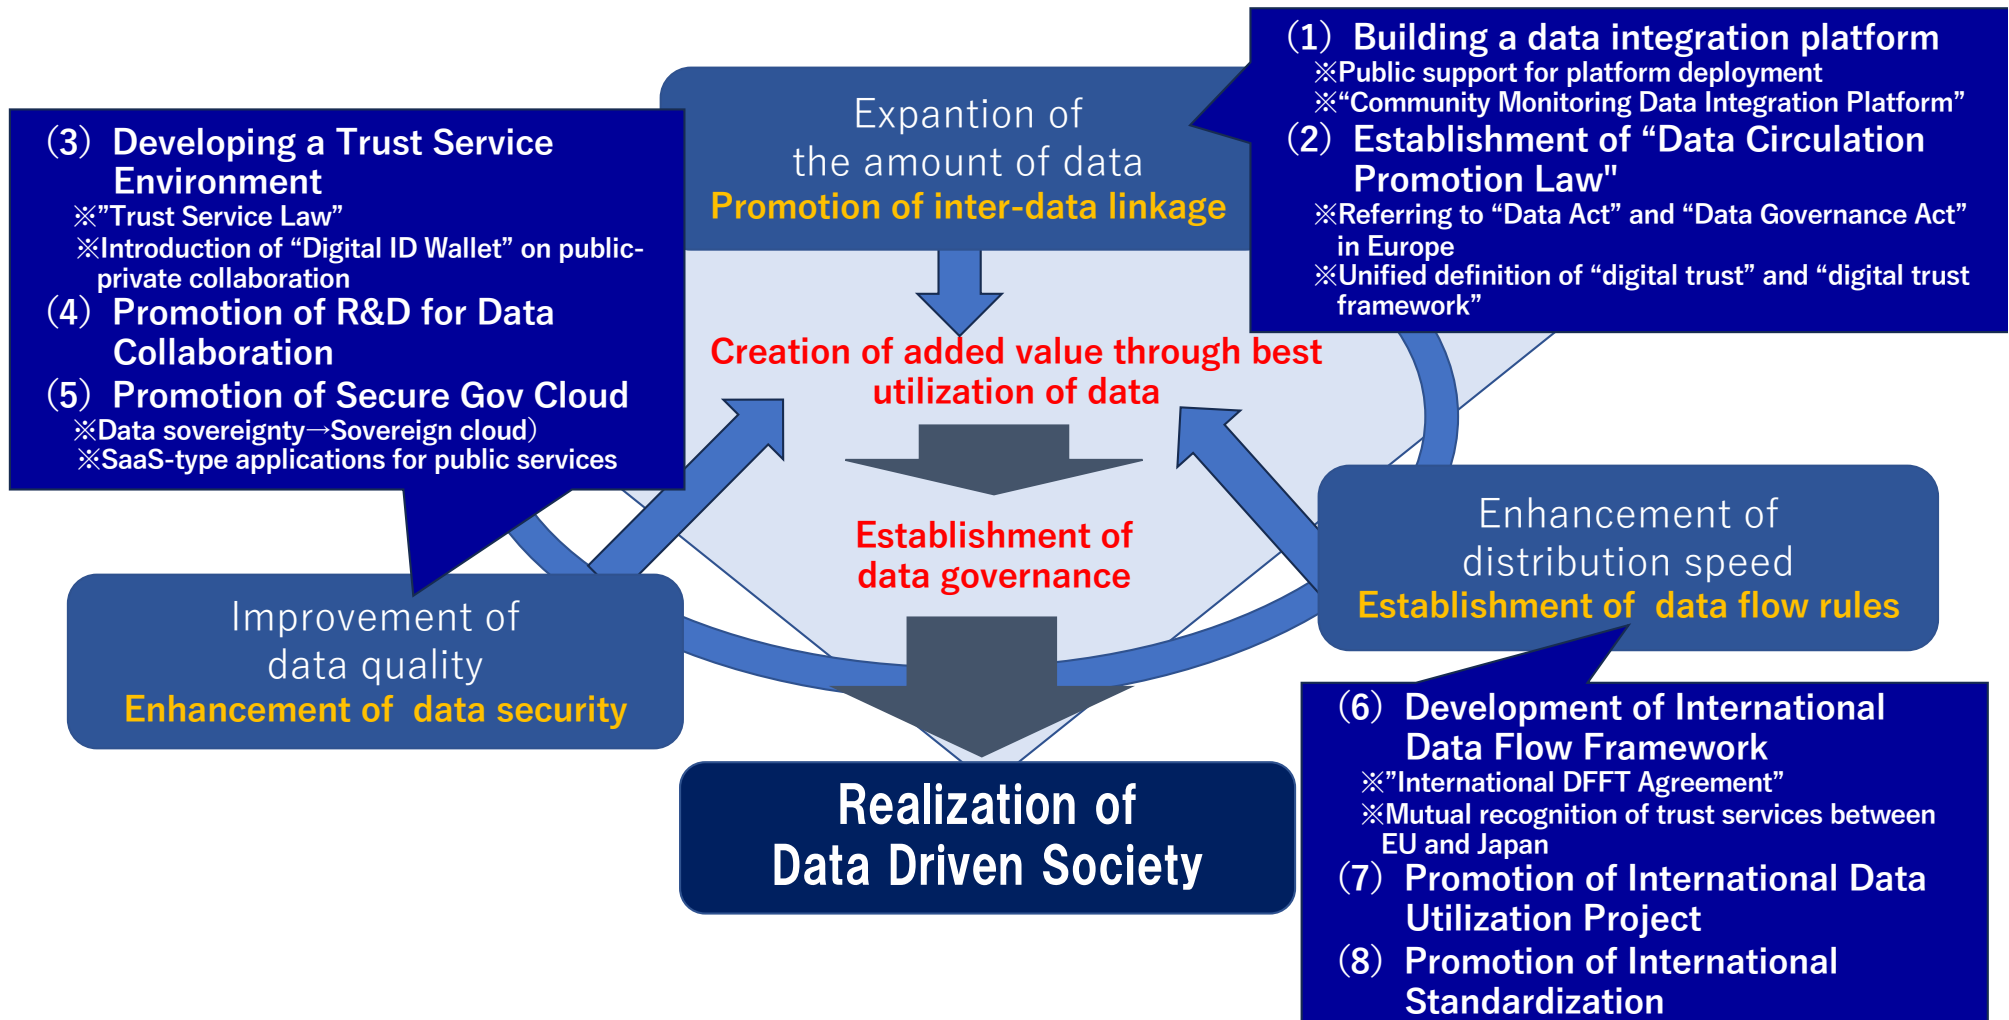 Expantion of
the amount of data
Promotion of inter-data linkage
(1) Building a data integration platform
※Public support for platform deployment
※“Community Monitoring Data Integration Platform”
(2) Establishment of “Data Circulation
Promotion Law"
※Referring to “Data Act” and “Data Governance Act”
in Europe
※Unified definition of “digital trust” and “digital trust
framework”
(3) Developing a Trust Service
Environment
※”Trust Service Law”
※Introduction of “Digital ID Wallet” on public-
private collaboration
(4) Promotion of R&D for Data
Collaboration
(5) Promotion of Secure Gov Cloud
※Data sovereignty→Sovereign cloud)
※SaaS-type applications for public services
Creation of added value through best
utilization of data
Establishment of
data governance
Improvement of
data quality
Enhancement of data security
Enhancement of
distribution speed
Establishment of data flow rules
(6) Development of International
Data Flow Framework
※”International DFFT Agreement”
※Mutual recognition of trust services between
EU and Japan
(7) Promotion of International Data
Utilization Project
(8) Promotion of International
Standardization
Realization of
Data Driven Society